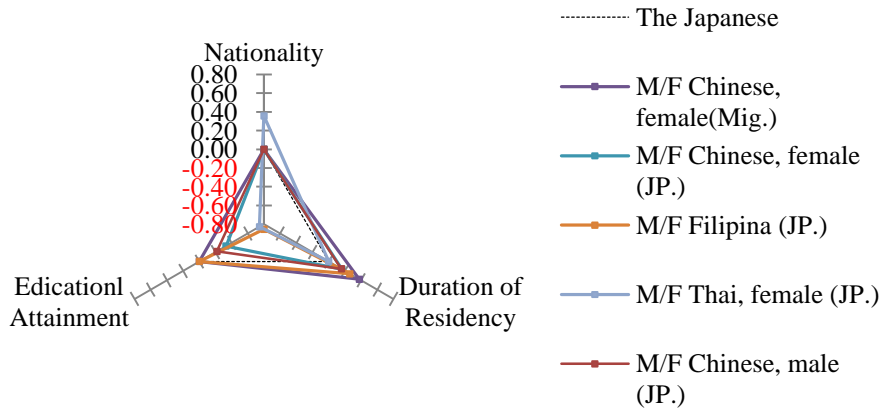 Nationality
0.80
0.60
0.40
0.20
0.00
-0.20
-0.40
-0.60
-0.80
Edicationl
Attainment
Duration of
Residency
The Japanese
M/F Chinese,
female(Mig.)
M/F Chinese, female
(JP.)
M/F Filipina (JP.)
M/F Thai, female (JP.)
M/F Chinese, male
(JP.)